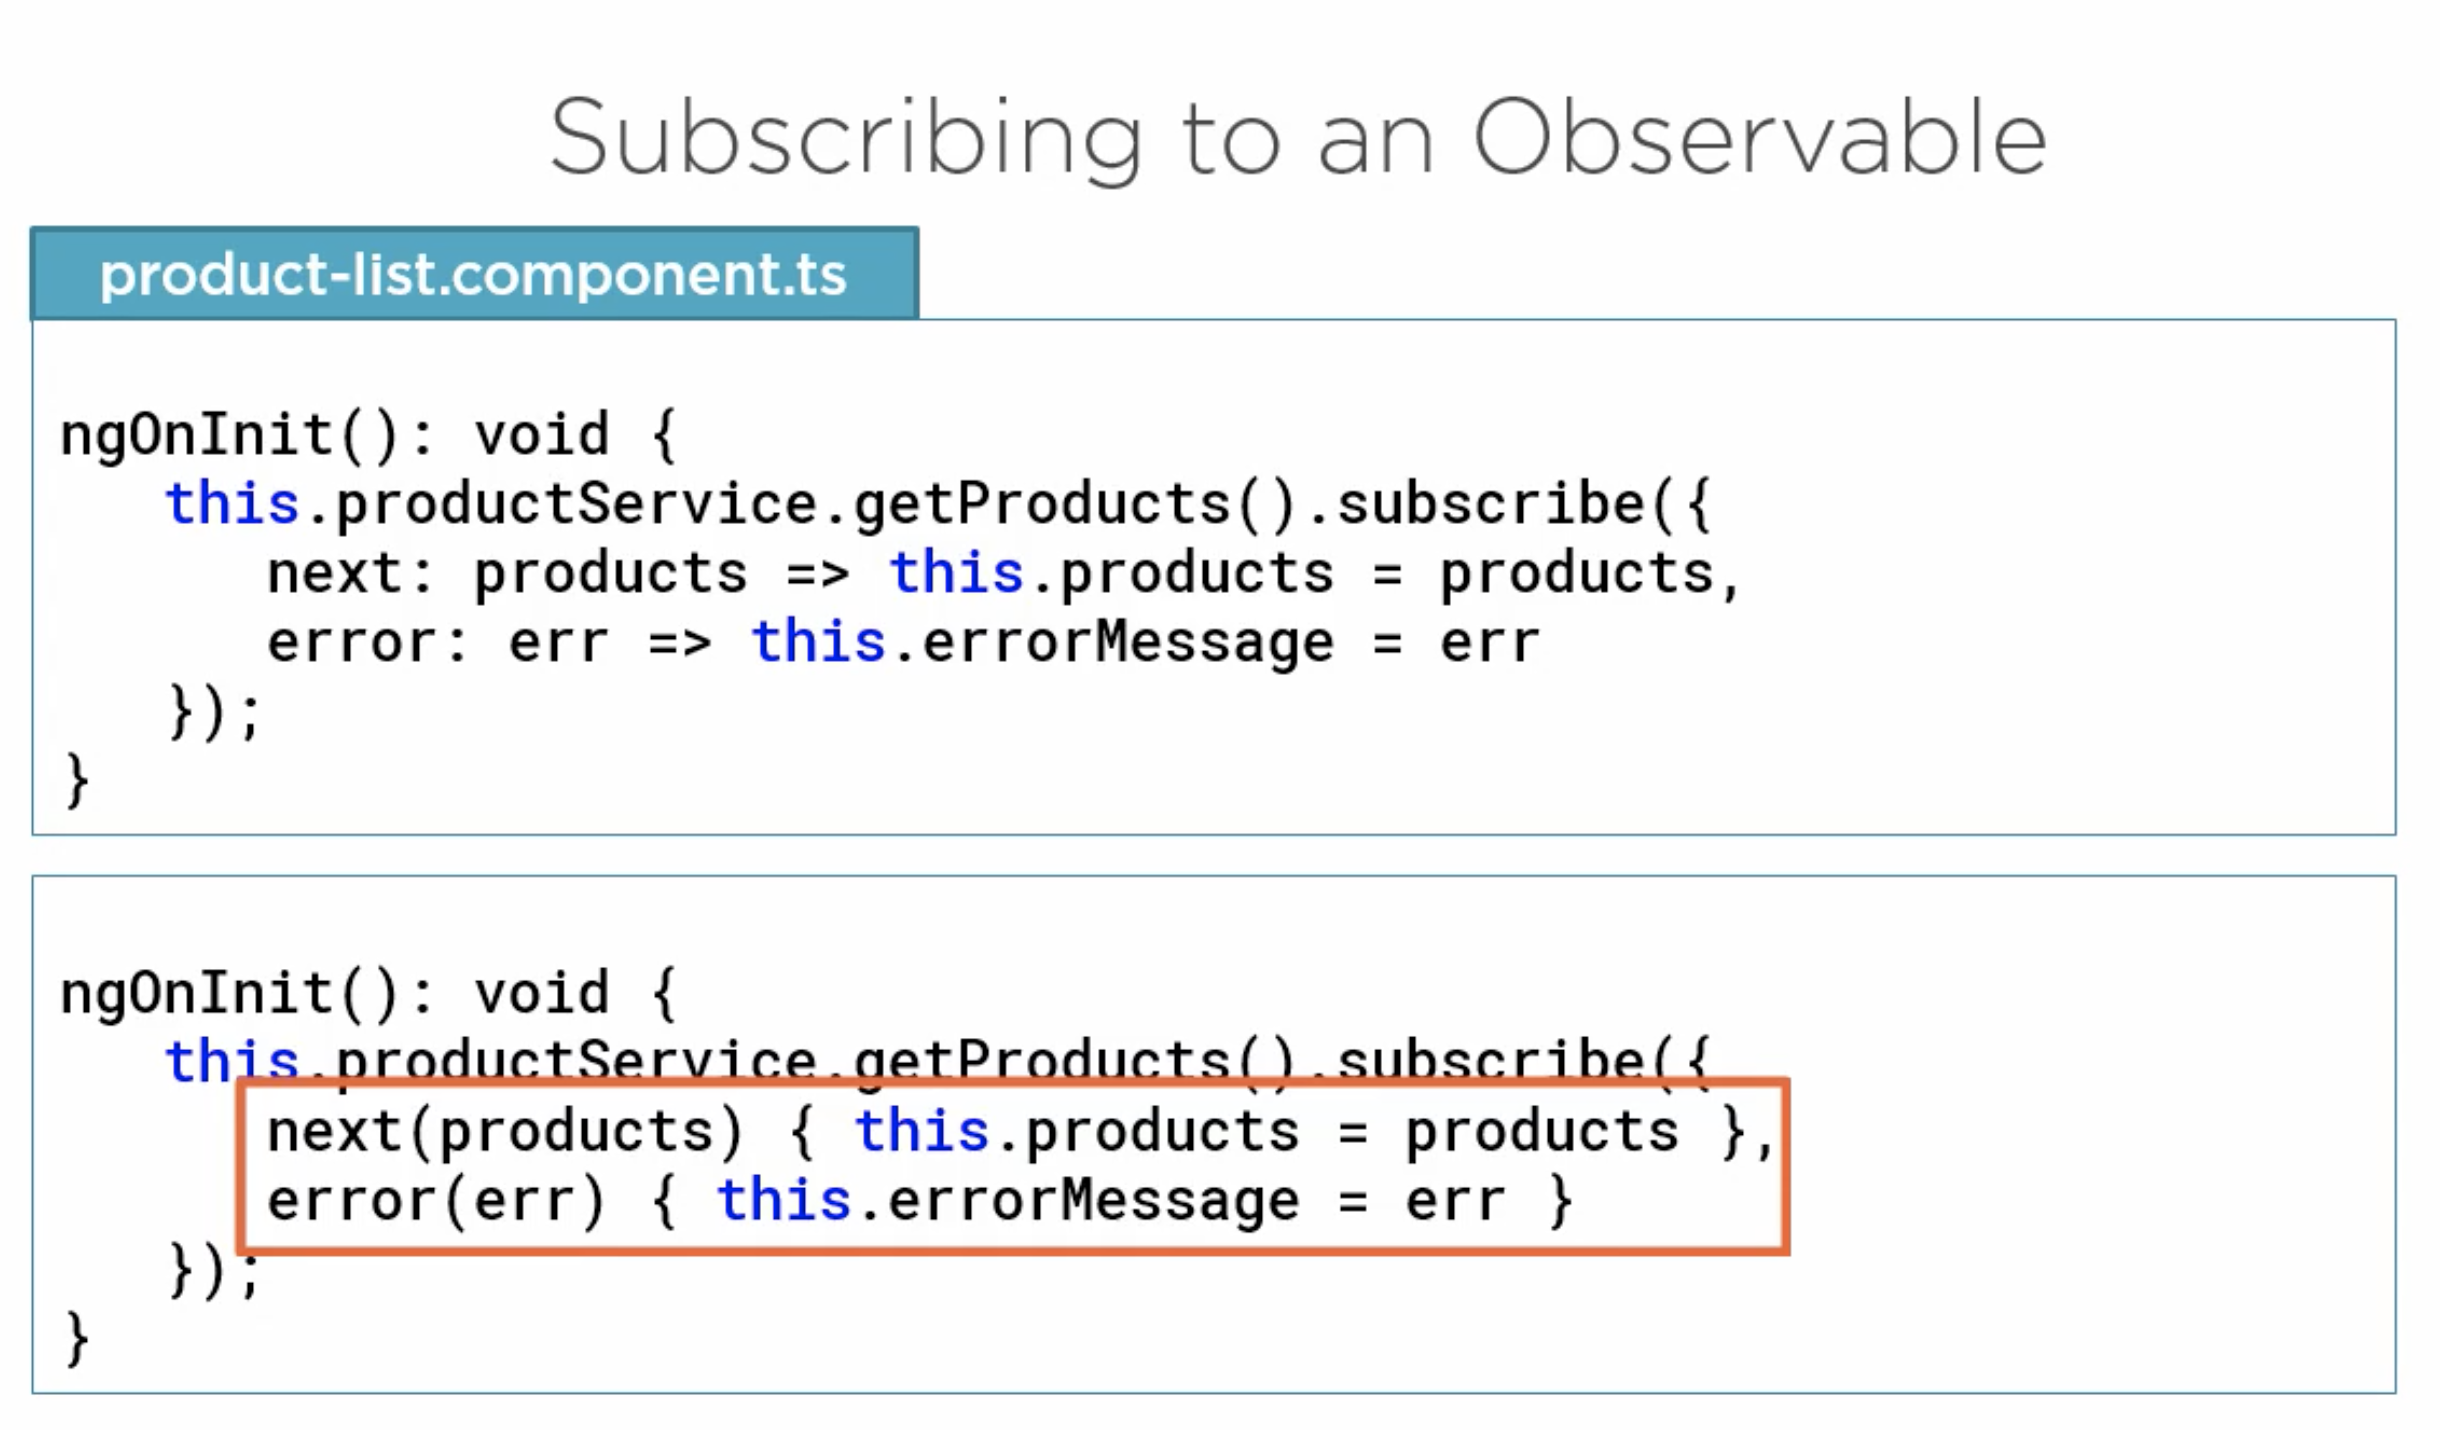 Subscribing to an Observable
product-list.component.ts
ngOnInit(): void {
   this.productService.getProducts().subscribe({
      next: products => this.products = products,
      error: err => this.errorMessage = err
   });
}
ngOnInit(): void {
   this.productService.getProducts().subscribe({
      next(products) { this.products = products },
      error(err) { this.errorMessage = err }
   });
}